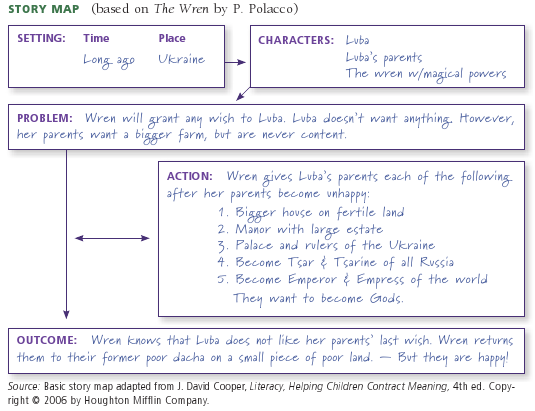 STORY MAP (based on The Wren by P. Polacco)
SETTING: Time Place
Long ago Ukraine
CHARACTERS: Luba
Luba's parents
The wren w/magical powers
PROBLEM: Wren will grant any wish to Luba. Luba doesn't want anything. However,
her parents want a bigger farm, but are never content.
ACTION: Wren gives Luba's parents each of the following
after her parents become unhappy:
1. Bigger house on fertile land
2. Manor with large estate
3. Palace and rulers of the Ukraine
4. Become Tsar & Tsarine of all Russia
5. Become Emperor & Empress of the world
They want to become Gods.
OUTCOME: Wren knows that Luba does not like her parents' last wish. Wren returns
them to their former poor dacha on a small piece of poor land. — But they are happy!
Source: Basic story map adapted from J. David Cooper, Literacy, Helping Children Contract Meaning, 4th ed. Copy-
right © 2006 by Houghton Mifflin Company.